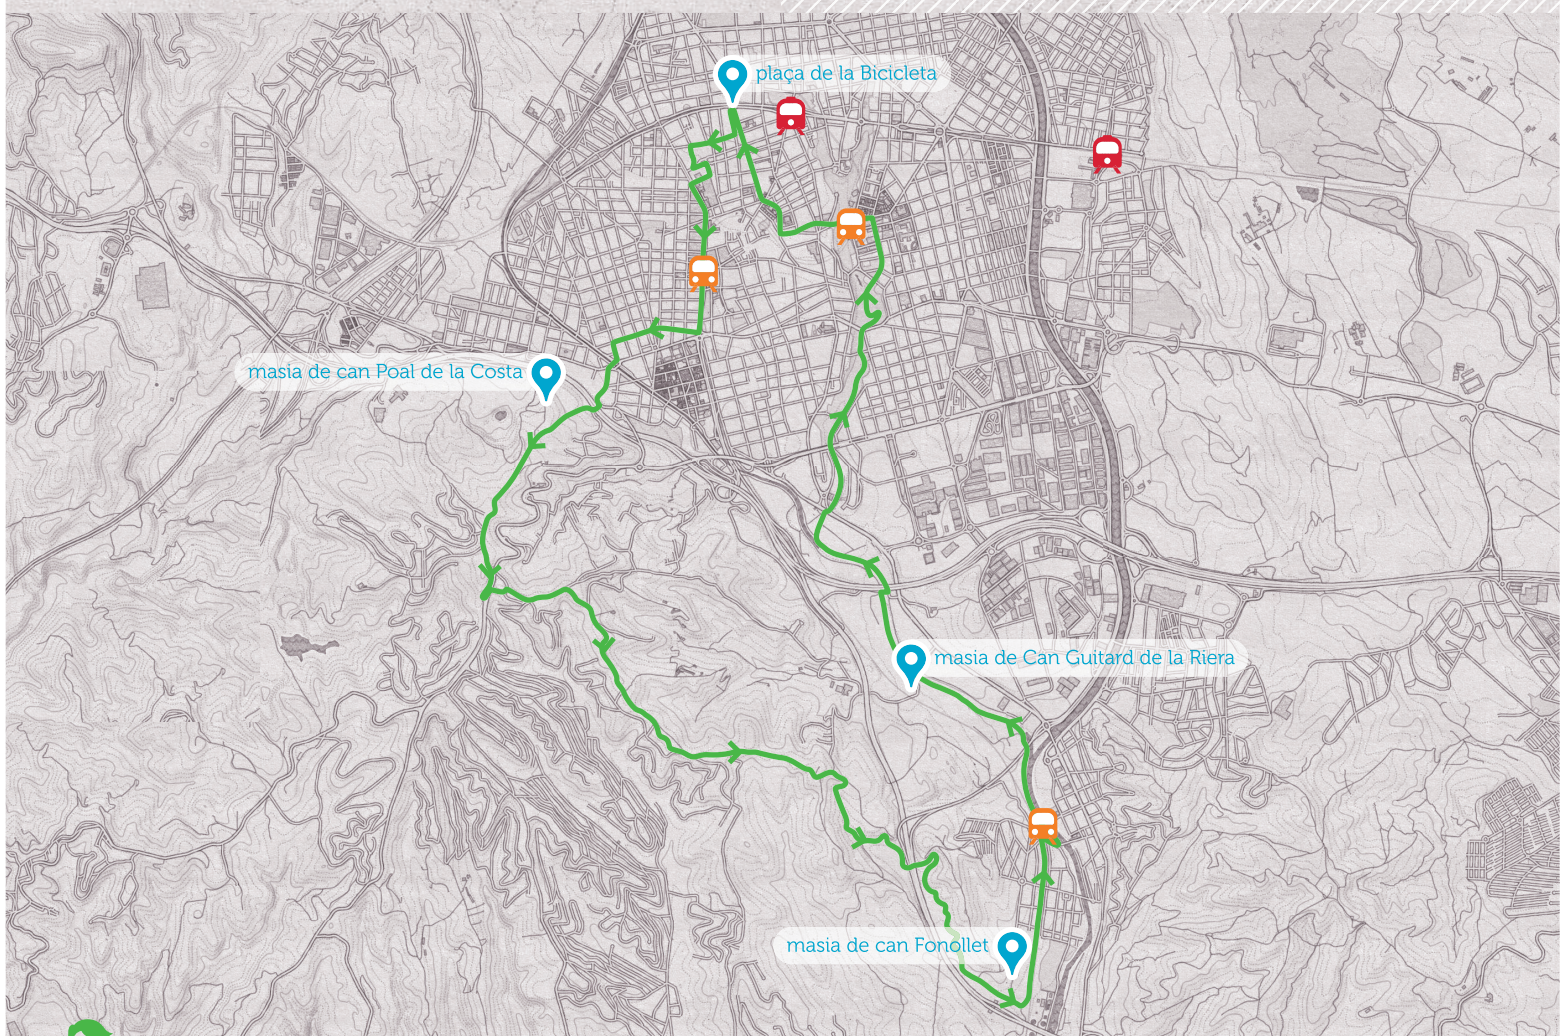 plaça de la Bicicleta
masia de can Poal de la Costa
masia de Can Guitard de la Riera
masia de can Fonollet